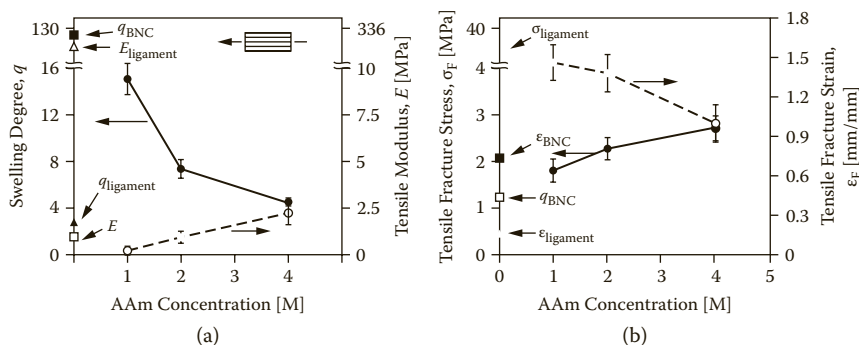 130
16
12
8
4
0
Swelling Degree, q
q_BNC
E_ligament
q_ligament
E
336
10
7.5
5
2.5
0
Tensile Modulus, E [MPa]
1 2 3 4
AAm Concentration [M]
(a)
40
4
3
2
1
0
Tensile Fracture Stress, σ_F [MPa]
σ_ligament
ε_BNC
q_BNC
ε_ligament
1.8
1.5
1.2
0.9
0.6
0.3
0
Tensile Fracture Strain,
ε_F [mm/mm]
0 1 2 3 4 5
AAm Concentration [M]
(b)